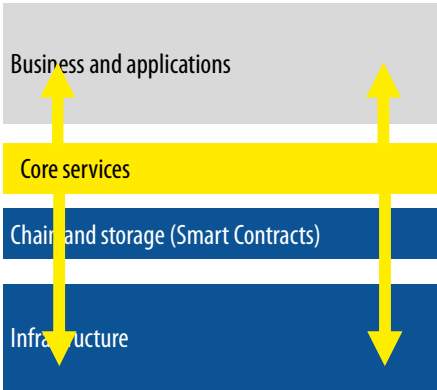 Business and applications
Core services
Chain and storage (Smart Contracts)
Infrastructure